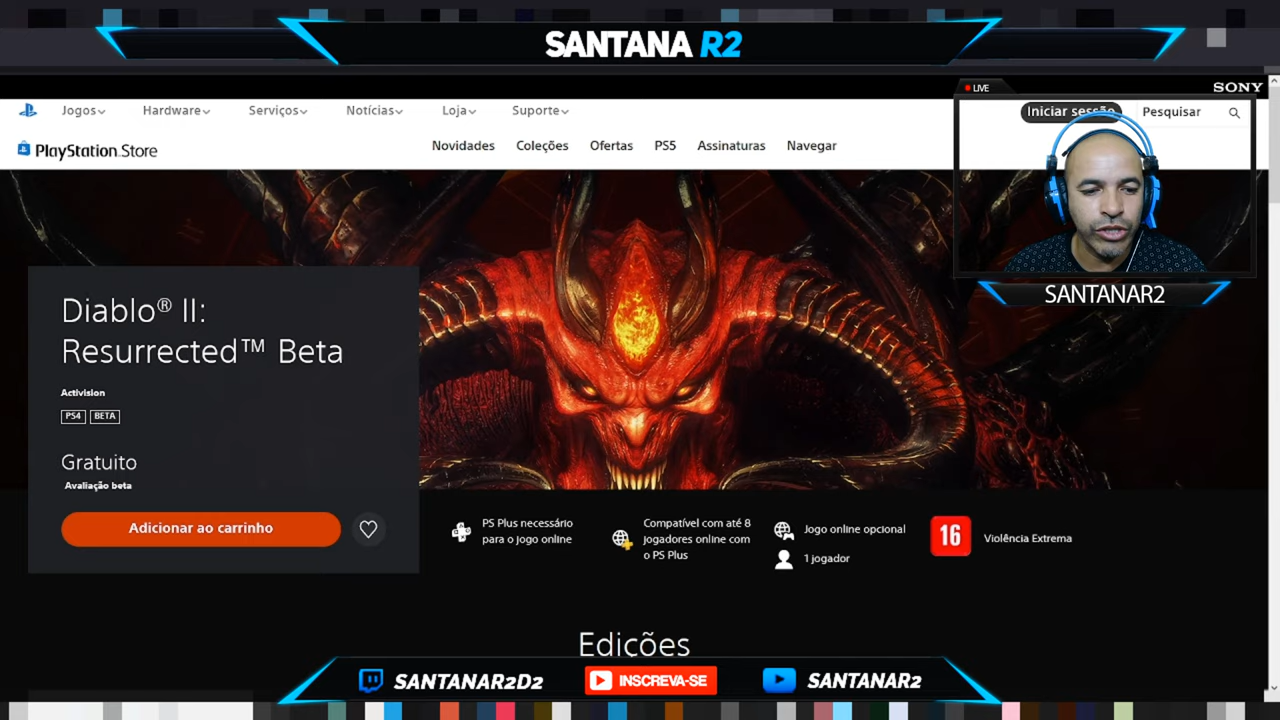 SANTANA R2
LIVE
SONY
Jogos
Hardware
Serviços
Notícias
Loja
Suporte
Iniciar sessão
Pesquisar
PlayStation.Store
Novidades
Coleções
Ofertas
PS5
Assinaturas
Navegar
SANTANAR2
Diablo® II:
Resurrected™ Beta
Activision
PS4 BETA
Gratuito
Avaliação beta
Adicionar ao carrinho
PS Plus necessário
para o jogo online
Compatível com até 8
jogadores online com
o PS Plus
Jogo online opcional
1 jogador
16
Violência Extrema
Edições
SANTANAR2D2
INSCREVA-SE
SANTANAR2